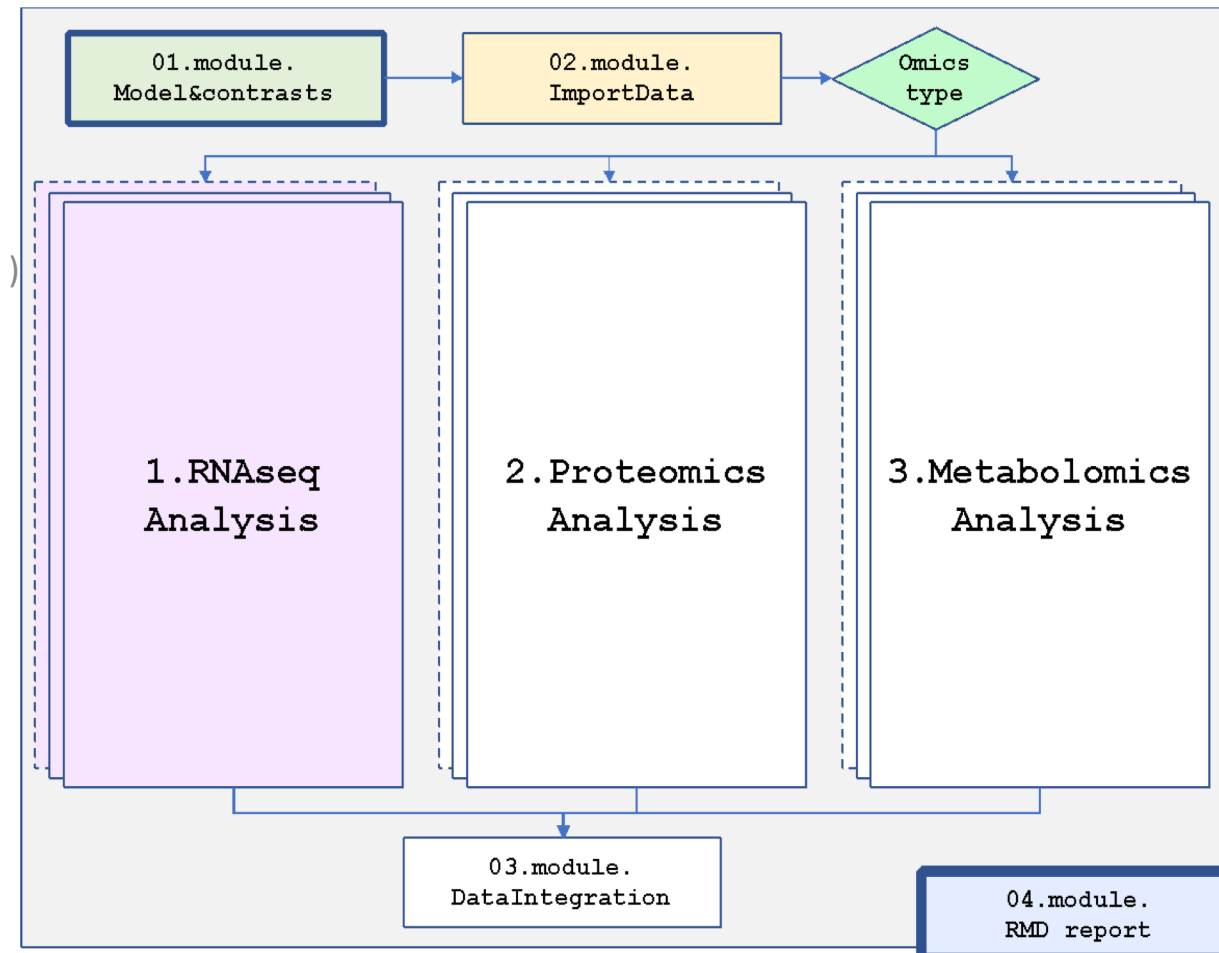 01.module.
Model&contrasts
02.module.
ImportData
Omics
type
)
1.RNAseq
Analysis
2.Proteomics
Analysis
3.Metabolomics
Analysis
03.module.
DataIntegration
04.module.
RMD report